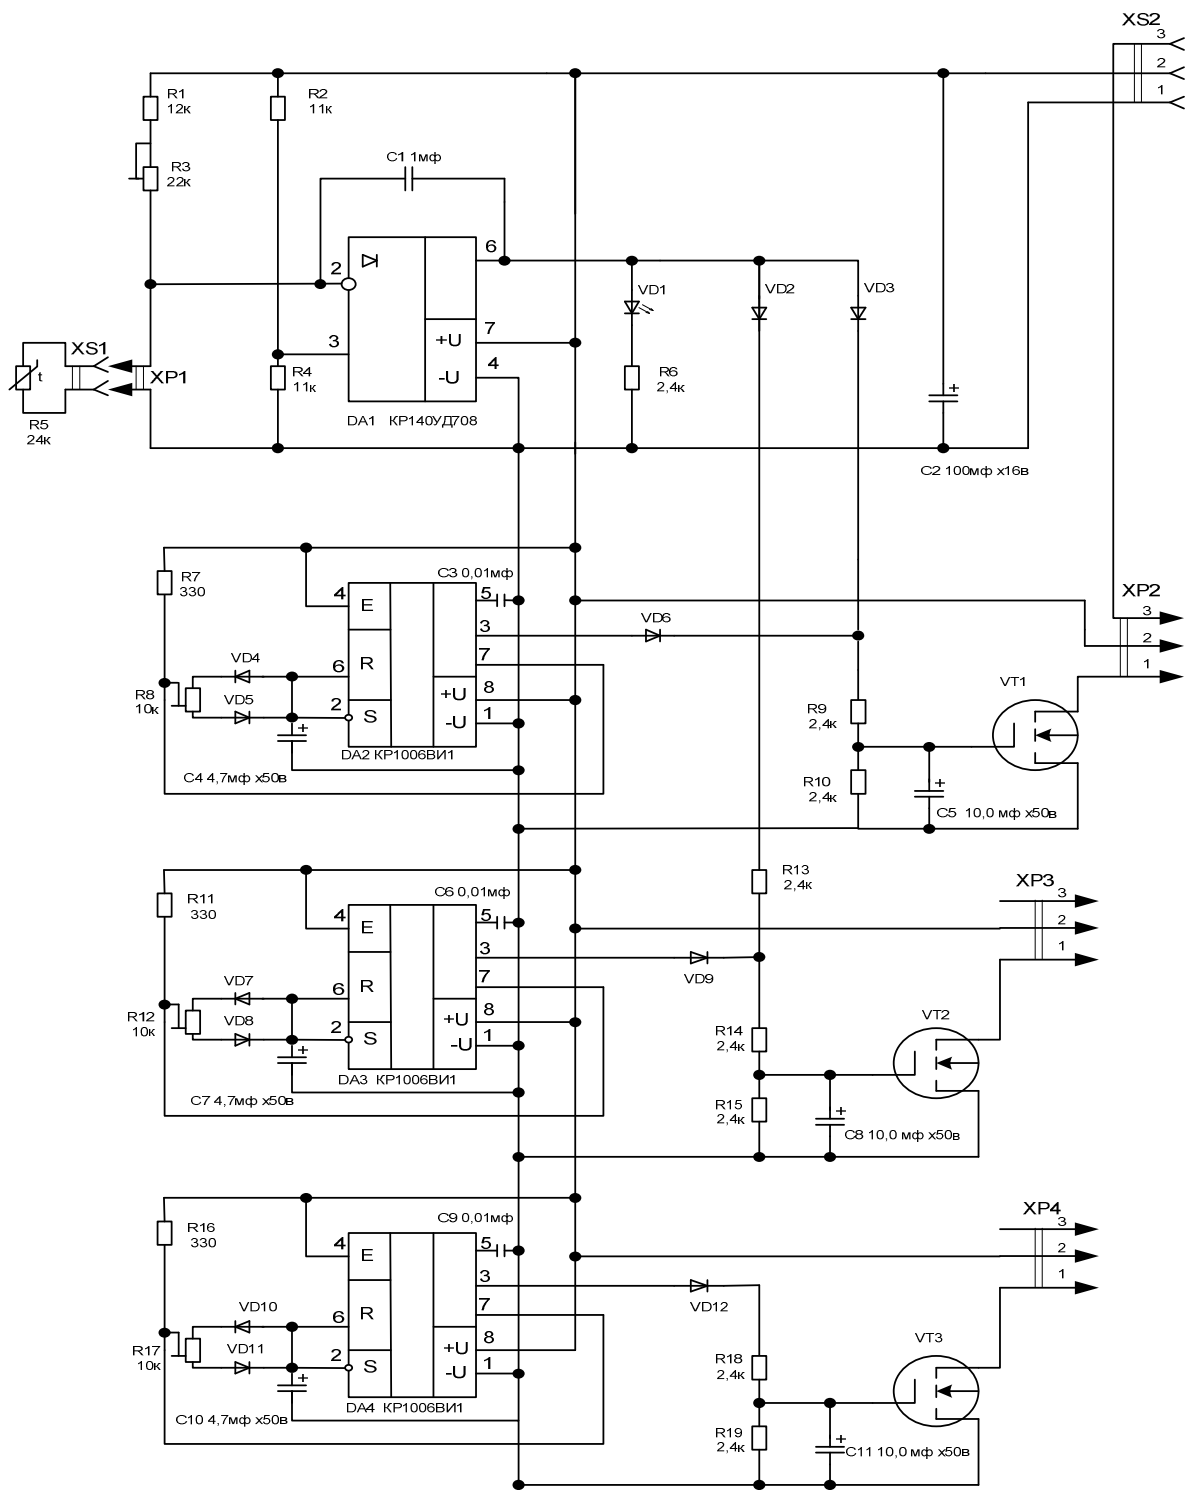 XS2
3
2
1
R1
12к
R2
11к
R3
22к
C1 1мф
2
6
3
7
+U
4
-U
VD1
VD2
VD3
XS1
XP1
t
R5
24к
R4
11к
R6
2,4к
DA1 КР140УД708
+
C2 100мф х16в
R7
330
C3 0,01мф
4
E
5
3
VD6
XP2
3
2
1
VD4
6
R
7
R8
10к
VD5
2
S
+U
8
-U
1
+
DA2 КР1006ВИ1
C4 4,7мф х50в
VT1
R9
2,4к
R10
2,4к
+
C5 10,0 мф х50в
R11
330
C6 0,01мф
4
E
5
3
R13
2,4к
XP3
3
2
1
VD9
VD7
6
R
7
R12
10к
VD8
2
S
+U
8
-U
1
+
DA3 КР1006ВИ1
C7 4,7мф х50в
VT2
R14
2,4к
R15
2,4к
+
C8 10,0 мф х50в
R16
330
C9 0,01мф
4
E
5
3
XP4
3
2
1
VD12
VD10
6
R
7
R17
10к
VD11
2
S
+U
8
-U
1
+
DA4 КР1006ВИ1
C10 4,7мф х50в
VT3
R18
2,4к
R19
2,4к
+
C11 10,0 мф х50в